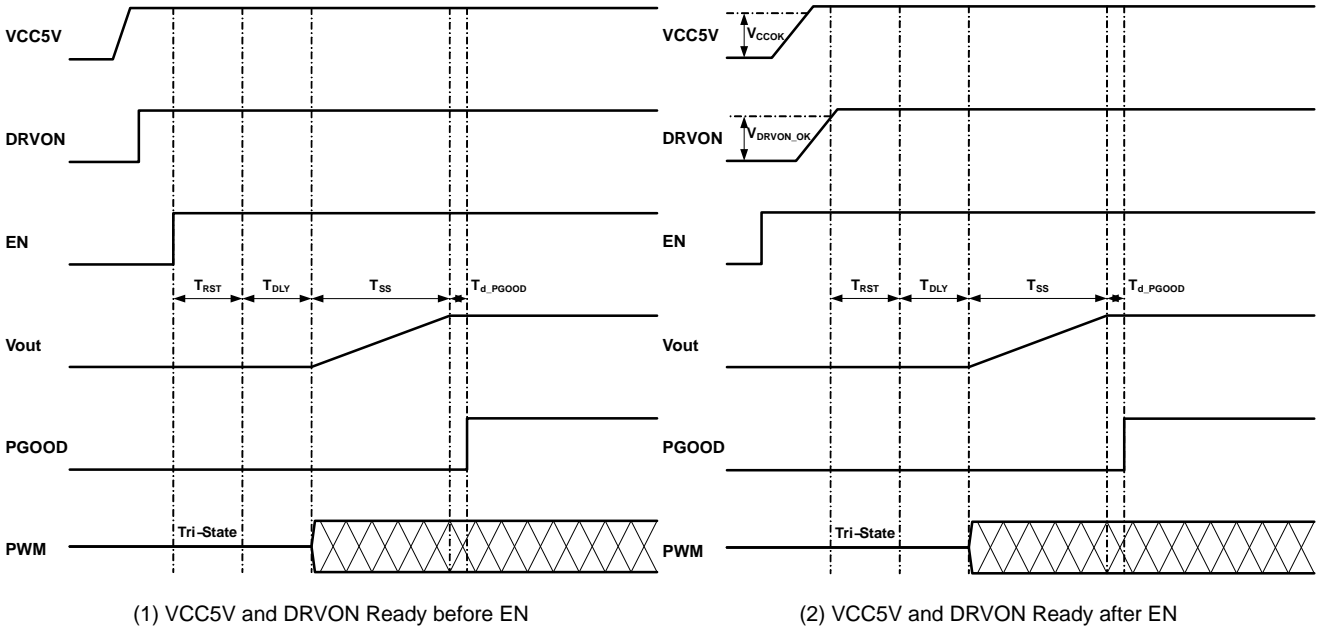 VCC5V
DRVON
EN
TRST
TDLY
TSS
Td_PGOOD
Vout
PGOOD
Tri-State
PWM
(1) VCC5V and DRVON Ready before EN
VCC5V
VCCOK
DRVON
VDRVON_OK
EN
TRST
TDLY
TSS
Td_PGOOD
Vout
PGOOD
Tri-State
PWM
(2) VCC5V and DRVON Ready after EN